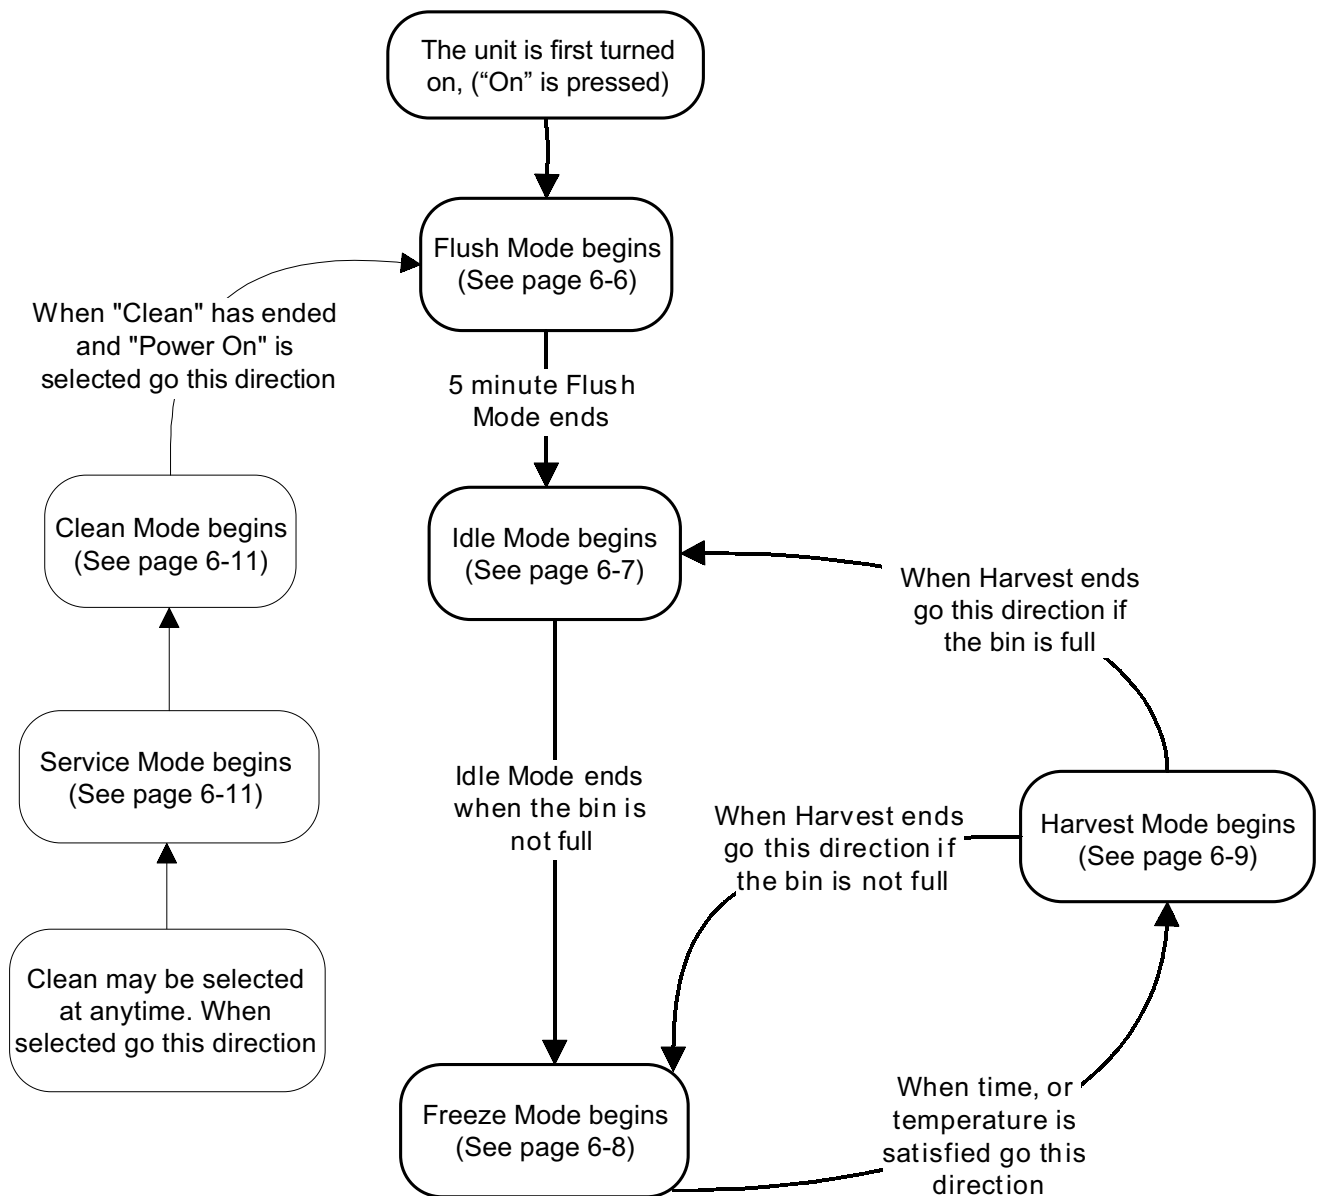 The unit is first turned
on, (“On” is pressed)
Flush Mode begins
(See page 6-6)
When "Clean" has ended
and "Power On" is
selected go this direction
5 minute Flush
Mode ends
Clean Mode begins
(See page 6-11)
Idle Mode begins
(See page 6-7)
When Harvest ends
go this direction if
the bin is full
Service Mode begins
(See page 6-11)
Idle Mode ends
when the bin is
not full
When Harvest ends
go this direction if
the bin is not full
Harvest Mode begins
(See page 6-9)
Clean may be selected
at anytime. When
selected go this direction
Freeze Mode begins
(See page 6-8)
When time, or
temperature is
satisfied go this
direction